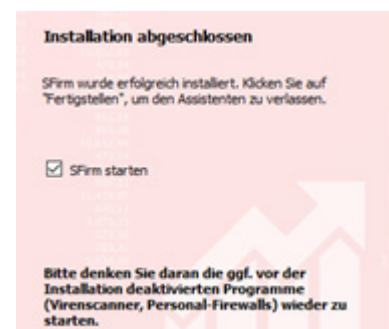 Installation abgeschlossen
SFirm wurde erfolgreich installiert. Klicken Sie auf
"Fertigstellen", um den Assistenten zu verlassen.
SFirm starten
Bitte denken Sie daran die ggf. vor der
Installation deaktivierten Programme
(Virenscanner, Personal-Firewalls) wieder zu
starten.